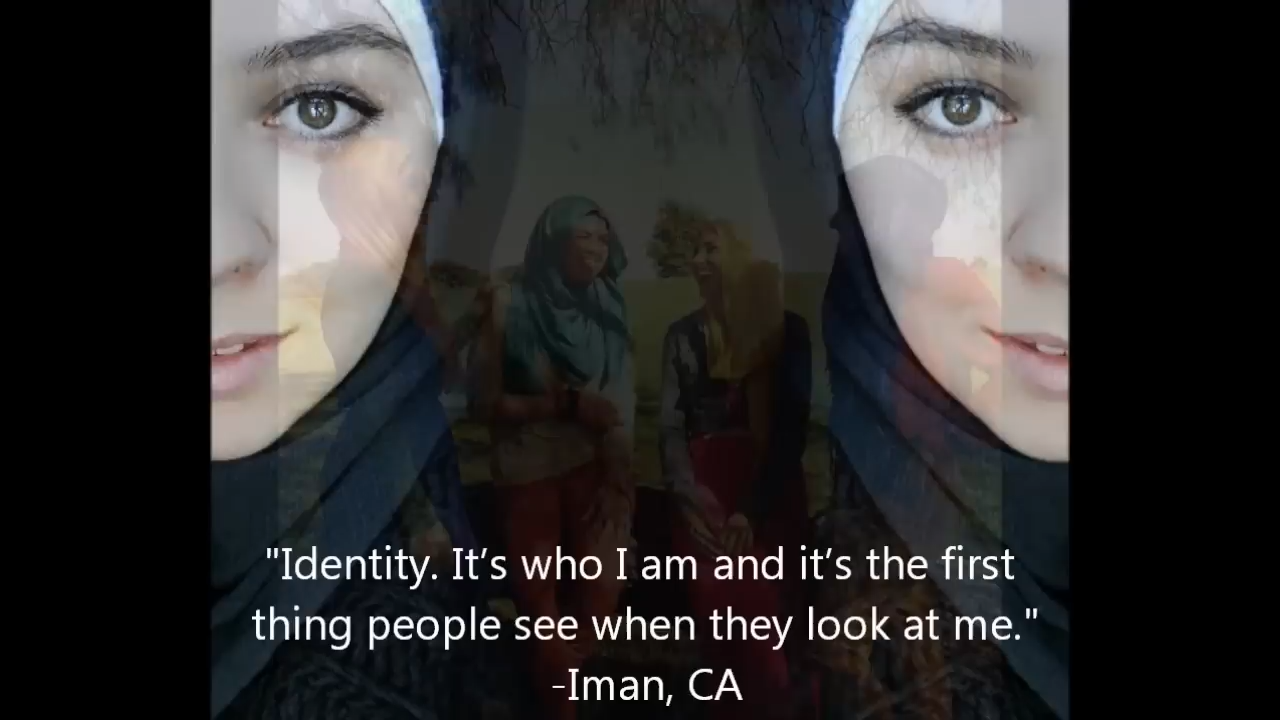 "Identity. It’s who I am and it’s the first
thing people see when they look at me."
-Iman, CA